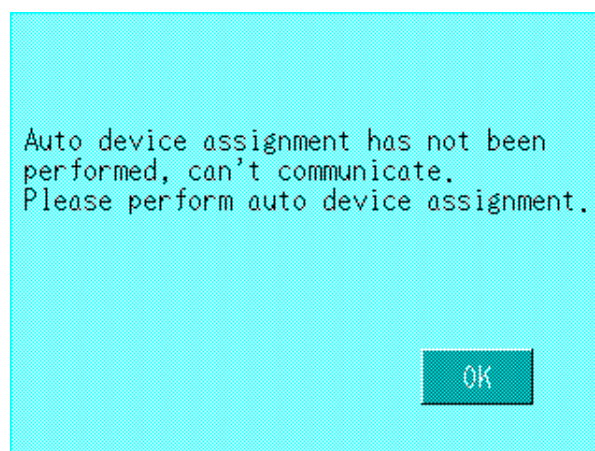 Auto device assignment has not been
performed, can't communicate.
Please perform auto device assignment.
OK